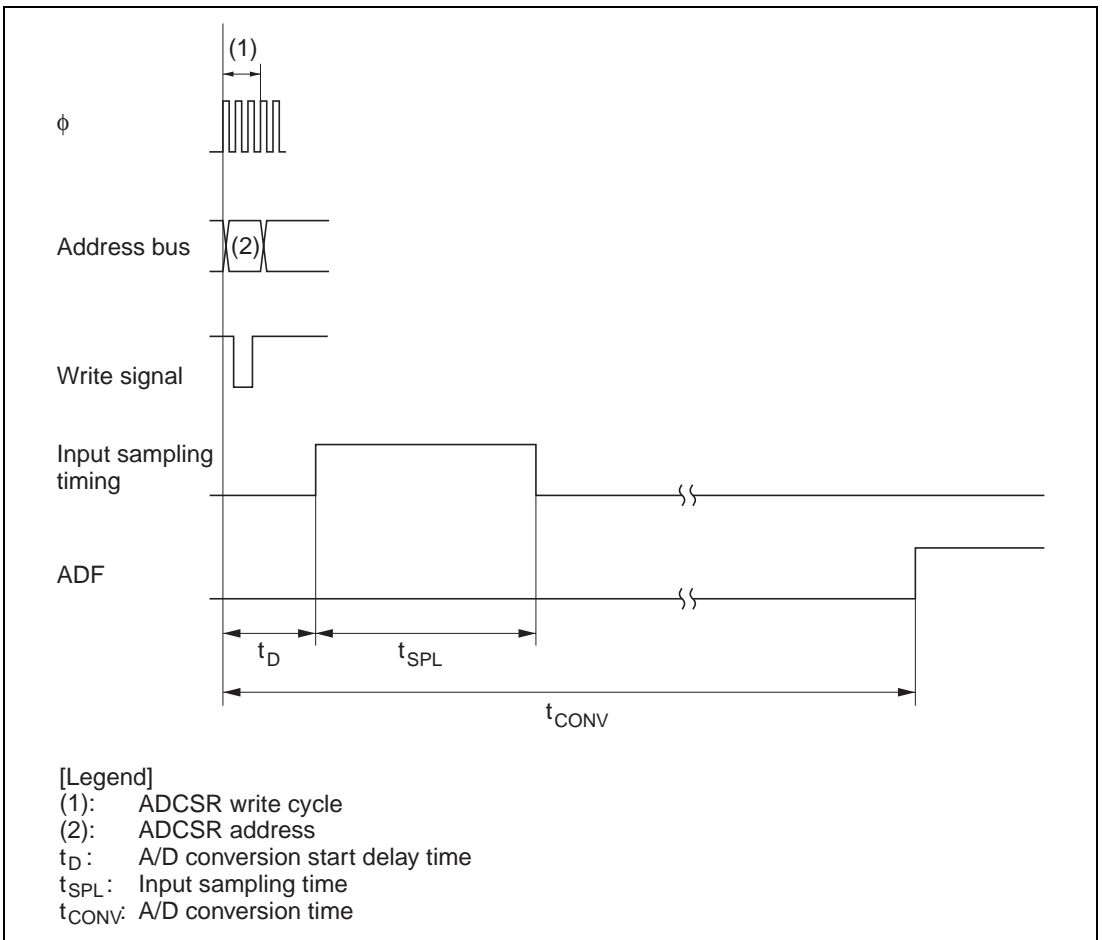 (1)
ϕ
Address bus
(2)
Write signal
Input sampling
timing
ADF
tD
tSPL
tCONV
[Legend]
(1): ADCSR write cycle
(2): ADCSR address
tD : A/D conversion start delay time
tSPL : Input sampling time
tCONV: A/D conversion time